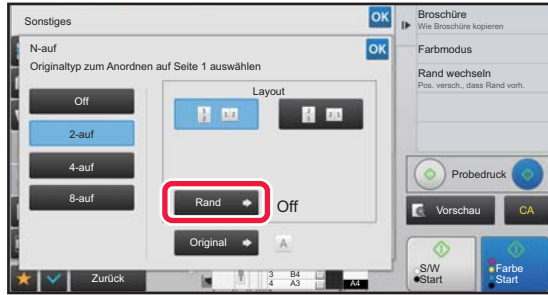 Sonstiges
OK
N-auf
OK
Originaltyp zum Anordnen auf Seite 1 auswählen
Off
2-auf
4-auf
8-auf
Layout
Rand
Off
Original
A
Zurück
3 B4
4 A3
A4
Broschüre
Wie Broschüre kopieren
Farbmodus
Rand wechseln
Pos. versch., dass Rand vorh.
Probedruck
Vorschau
CA
S/W
Start
Farbe
Start